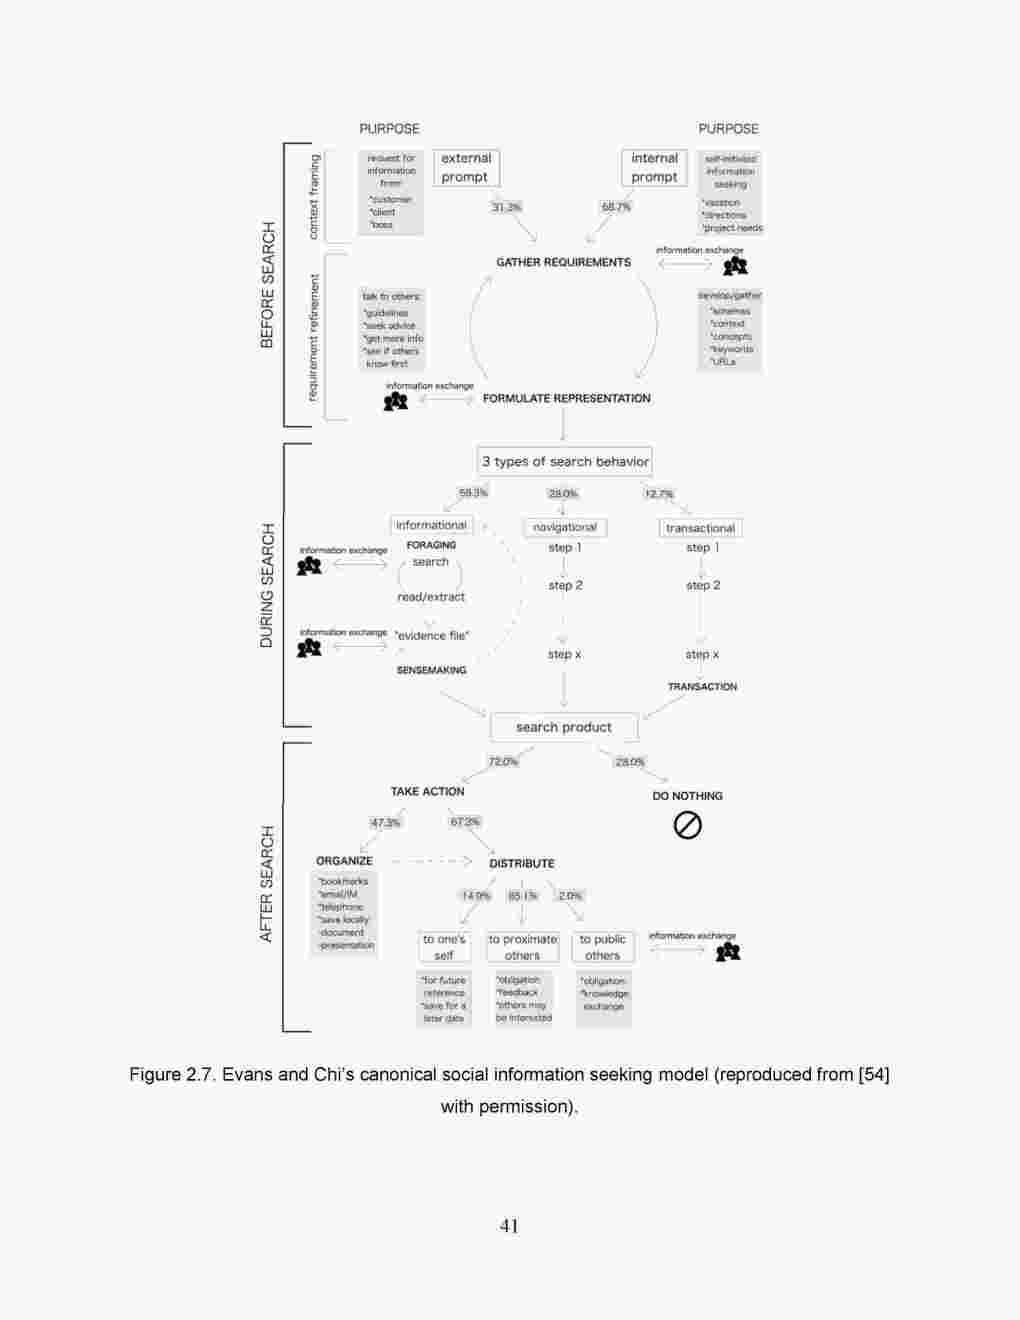 PURPOSE
PURPOSE
request for
information
from:
*customer
*client
*boss
external
prompt
internal
prompt
self-initiated
information
seeking
*vacation
*directions
*project needs
31.3%
68.7%
context framing
BEFORE SEARCH
GATHER REQUIREMENTS
information exchange
requirement refinement
talk to others:
*guidelines
*seek advice
*get more info
*see if others
know first
develop/gather
*schemas
*context
*concepts
*keywords
*URLs
information exchange
FORMULATE REPRESENTATION
3 types of search behavior
59.3%
28.0%
12.7%
DURING SEARCH
informational
navigational
transactional
FORAGING
step 1
step 1
information exchange
search
step 2
step 2
read/extract
information exchange
"evidence file"
step x
step x
SENSEMAKING
TRANSACTION
search product
72.0%
28.0%
TAKE ACTION
DO NOTHING
47.3%
67.3%
AFTER SEARCH
ORGANIZE
DISTRIBUTE
*bookmarks
*email/IM
*telephone
*save locally
-document
-presentation
14.9%
85.1%
2.0%
to one's
self
to proximate
others
to public
others
information exchange
*for future
reference
*save for a
later date
*obligation
*feedback
*others may
be interested
*obligation
*knowledge
exchange
Figure 2.7. Evans and Chi's canonical social information seeking model (reproduced from [54]
with permission).
41